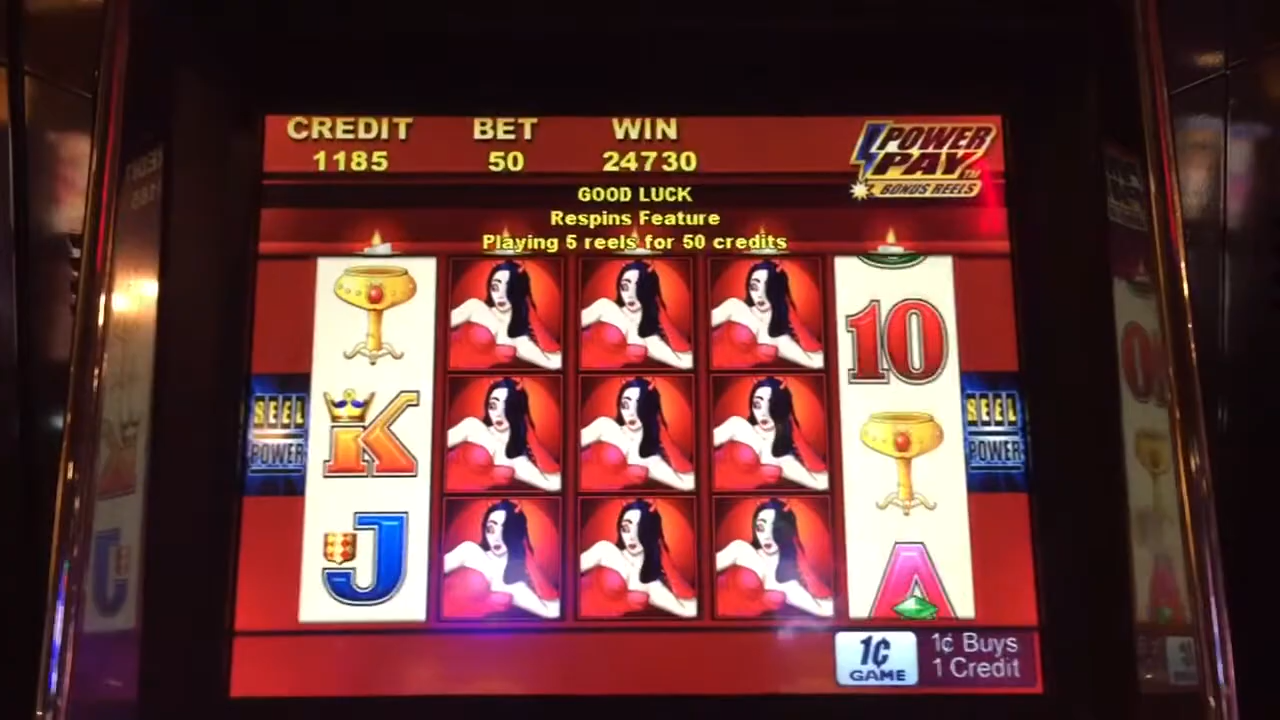 CREDIT BET WIN
1185 50 24730
POWER
PAY™
BONUS REELS
GOOD LUCK
Respins Feature
Playing 5 reels for 50 credits
10
REEL
POWER
K
REEL
POWER
J
A
1¢
GAME
1¢ Buys
1 Credit